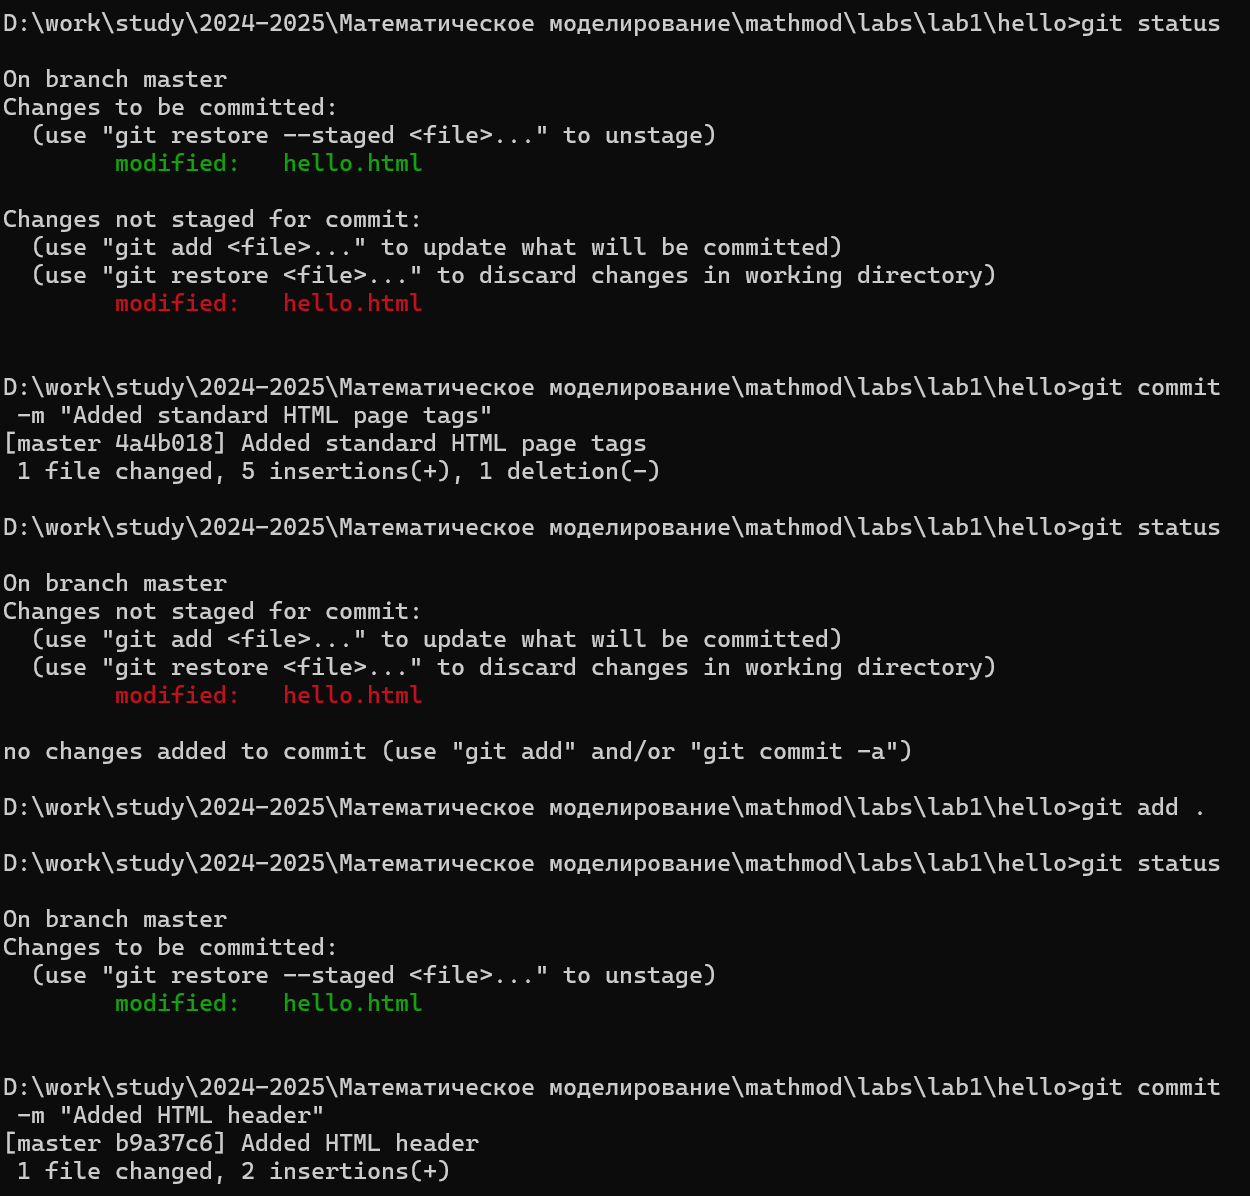 D:\work\study\2024-2025\Математическое моделирование\mathmod\labs\lab1\hello>git status
On branch master
Changes to be committed:
  (use "git restore --staged <file>..." to unstage)
        modified:   hello.html
Changes not staged for commit:
  (use "git add <file>..." to update what will be committed)
  (use "git restore <file>..." to discard changes in working directory)
        modified:   hello.html
D:\work\study\2024-2025\Математическое моделирование\mathmod\labs\lab1\hello>git commit
 -m "Added standard HTML page tags"
[master 4a4b018] Added standard HTML page tags
 1 file changed, 5 insertions(+), 1 deletion(-)
D:\work\study\2024-2025\Математическое моделирование\mathmod\labs\lab1\hello>git status
On branch master
Changes not staged for commit:
  (use "git add <file>..." to update what will be committed)
  (use "git restore <file>..." to discard changes in working directory)
        modified:   hello.html
no changes added to commit (use "git add" and/or "git commit -a")
D:\work\study\2024-2025\Математическое моделирование\mathmod\labs\lab1\hello>git add .
D:\work\study\2024-2025\Математическое моделирование\mathmod\labs\lab1\hello>git status
On branch master
Changes to be committed:
  (use "git restore --staged <file>..." to unstage)
        modified:   hello.html
D:\work\study\2024-2025\Математическое моделирование\mathmod\labs\lab1\hello>git commit
 -m "Added HTML header"
[master b9a37c6] Added HTML header
 1 file changed, 2 insertions(+)